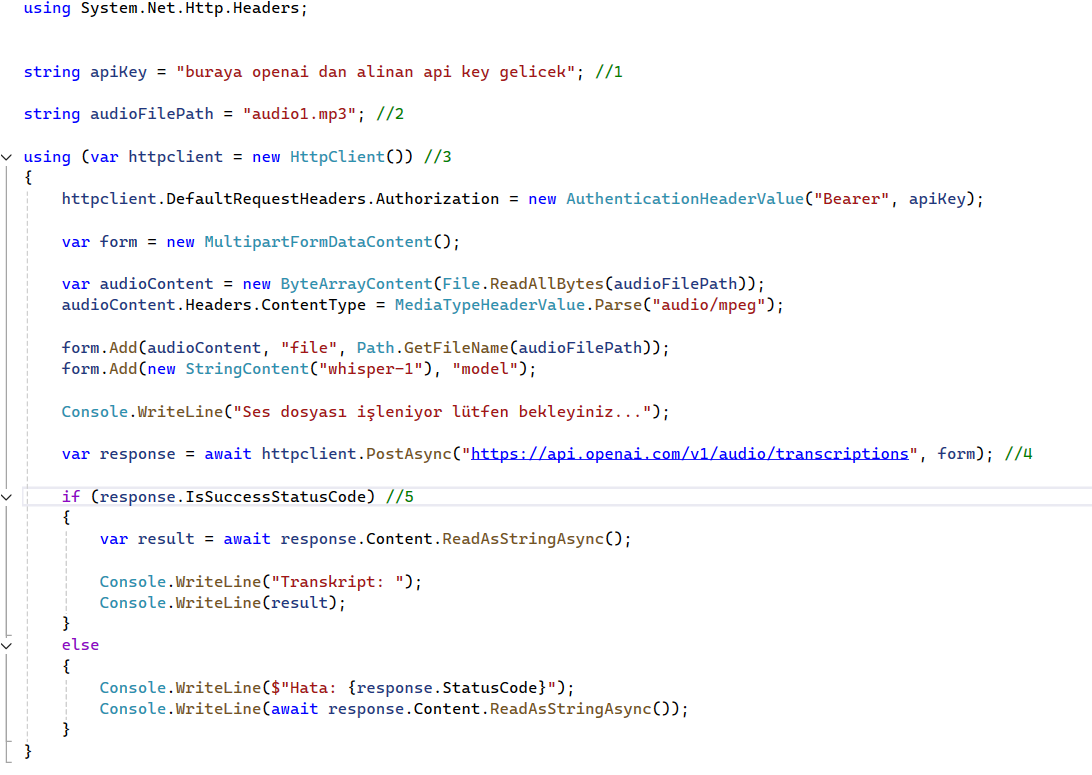 using System.Net.Http.Headers;
string apiKey = "buraya openai dan alinan api key gelicek"; //1
string audioFilePath = "audio1.mp3"; //2
using (var httpclient = new HttpClient()) //3
{
httpclient.DefaultRequestHeaders.Authorization = new AuthenticationHeaderValue("Bearer", apiKey);
var form = new MultipartFormDataContent();
var audioContent = new ByteArrayContent(File.ReadAllBytes(audioFilePath));
audioContent.Headers.ContentType = MediaTypeHeaderValue.Parse("audio/mpeg");
form.Add(audioContent, "file", Path.GetFileName(audioFilePath));
form.Add(new StringContent("whisper-1"), "model");
Console.WriteLine("Ses dosyası işleniyor lütfen bekleyiniz...");
var response = await httpclient.PostAsync("https://api.openai.com/v1/audio/transcriptions", form); //4
if (response.IsSuccessStatusCode) //5
{
var result = await response.Content.ReadAsStringAsync();
Console.WriteLine("Transkript: ");
Console.WriteLine(result);
}
else
{
Console.WriteLine($"Hata: {response.StatusCode}");
Console.WriteLine(await response.Content.ReadAsStringAsync());
}
}